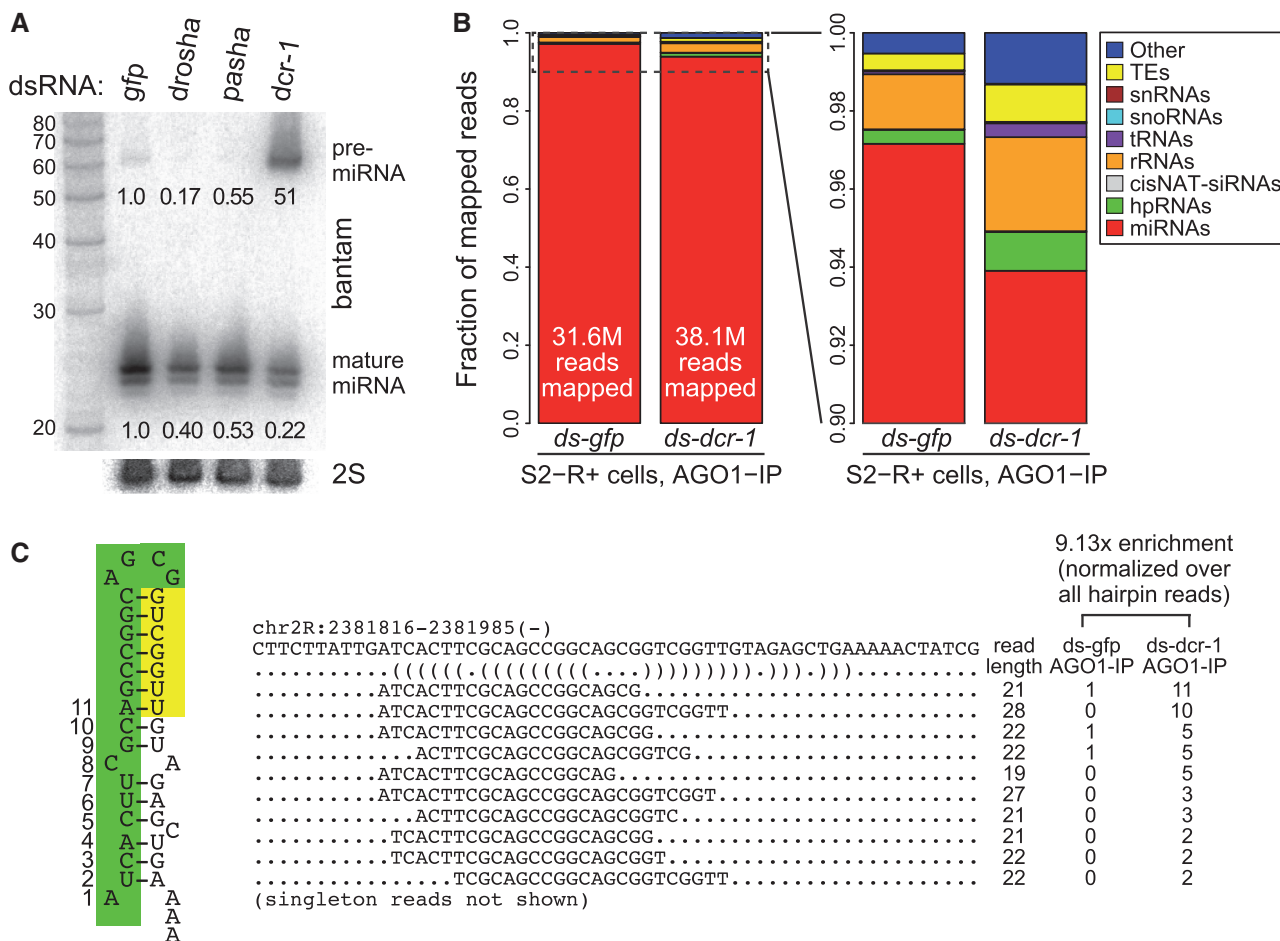 A
dsRNA:
gfp
drosha
pasha
dcr-1
80
70
60
50
40
30
20
pre-
miRNA
1.0 0.17 0.55 51
bantam
mature
miRNA
1.0 0.40 0.53 0.22
2S
B
Fraction of mapped reads
1.0
0.8
0.6
0.4
0.2
0.0
31.6M
reads
mapped
38.1M
reads
mapped
ds-gfp ds-dcr-1
S2-R+ cells, AGO1-IP
1.00
0.98
0.96
0.94
0.92
0.90
ds-gfp ds-dcr-1
S2-R+ cells, AGO1-IP
Other
TEs
snRNAs
snoRNAs
tRNAs
rRNAs
cisNAT-siRNAs
hpRNAs
miRNAs
C
G C
A G
C-G
G-U
G-C
C-G
C-G
G-U
11 A-U
10 C-G
9 G-U
8 C A
7 U-G
6 U-A
5 C-G
C
4 A-U
3 C-G
2 U-A
1 A A
A
A
9.13x enrichment
(normalized over
all hairpin reads)
chr2R:2381816-2381985(-)
CTTCTTATTGATCACTTCGCAGCCGGCAGCGGTCGGTTGTAGAGCTGAAAAACTATCG
read
length
ds-gfp
AGO1-IP
ds-dcr-1
AGO1-IP
...........((((((.(((((((((....))))))))).)))).)))..........
..........ATCACTTCGCAGCCGGCAGCG........................... 21 1 11
..........ATCACTTCGCAGCCGGCAGCGGTCGGTT.................... 28 0 10
..........ATCACTTCGCAGCCGGCAGCGG.......................... 22 1 5
.............ACTTCGCAGCCGGCAGCGGTCG....................... 22 1 5
..........ATCACTTCGCAGCCGGCAG............................. 19 0 5
..........ATCACTTCGCAGCCGGCAGCGGTCGGT..................... 27 0 3
.............ACTTCGCAGCCGGCAGCGGTC........................ 21 0 3
...........TCACTTCGCAGCCGGCAGCGG.......................... 21 0 2
...........TCACTTCGCAGCCGGCAGCGGT......................... 22 0 2
................TCGCAGCCGGCAGCGGTCGGTT.................... 22 0 2
(singleton reads not shown)